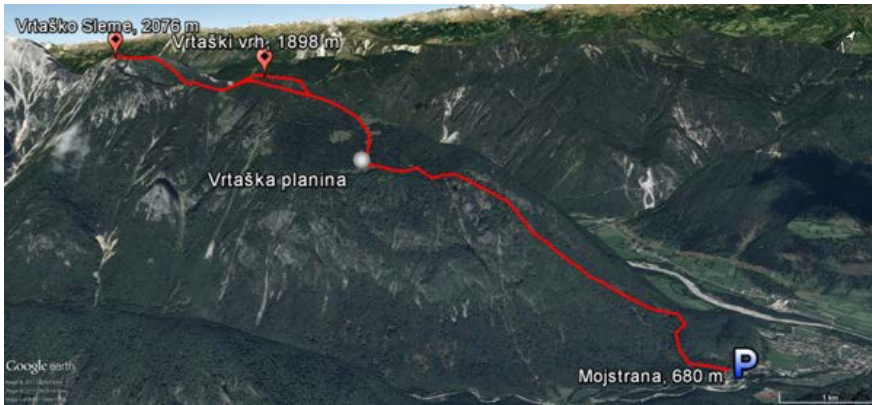 Vrtaško Sleme, 2076 m
Vrtaški vrh, 1898 m
Vrtaška planina
Mojstrana, 680 m
P
Google earth
1 km